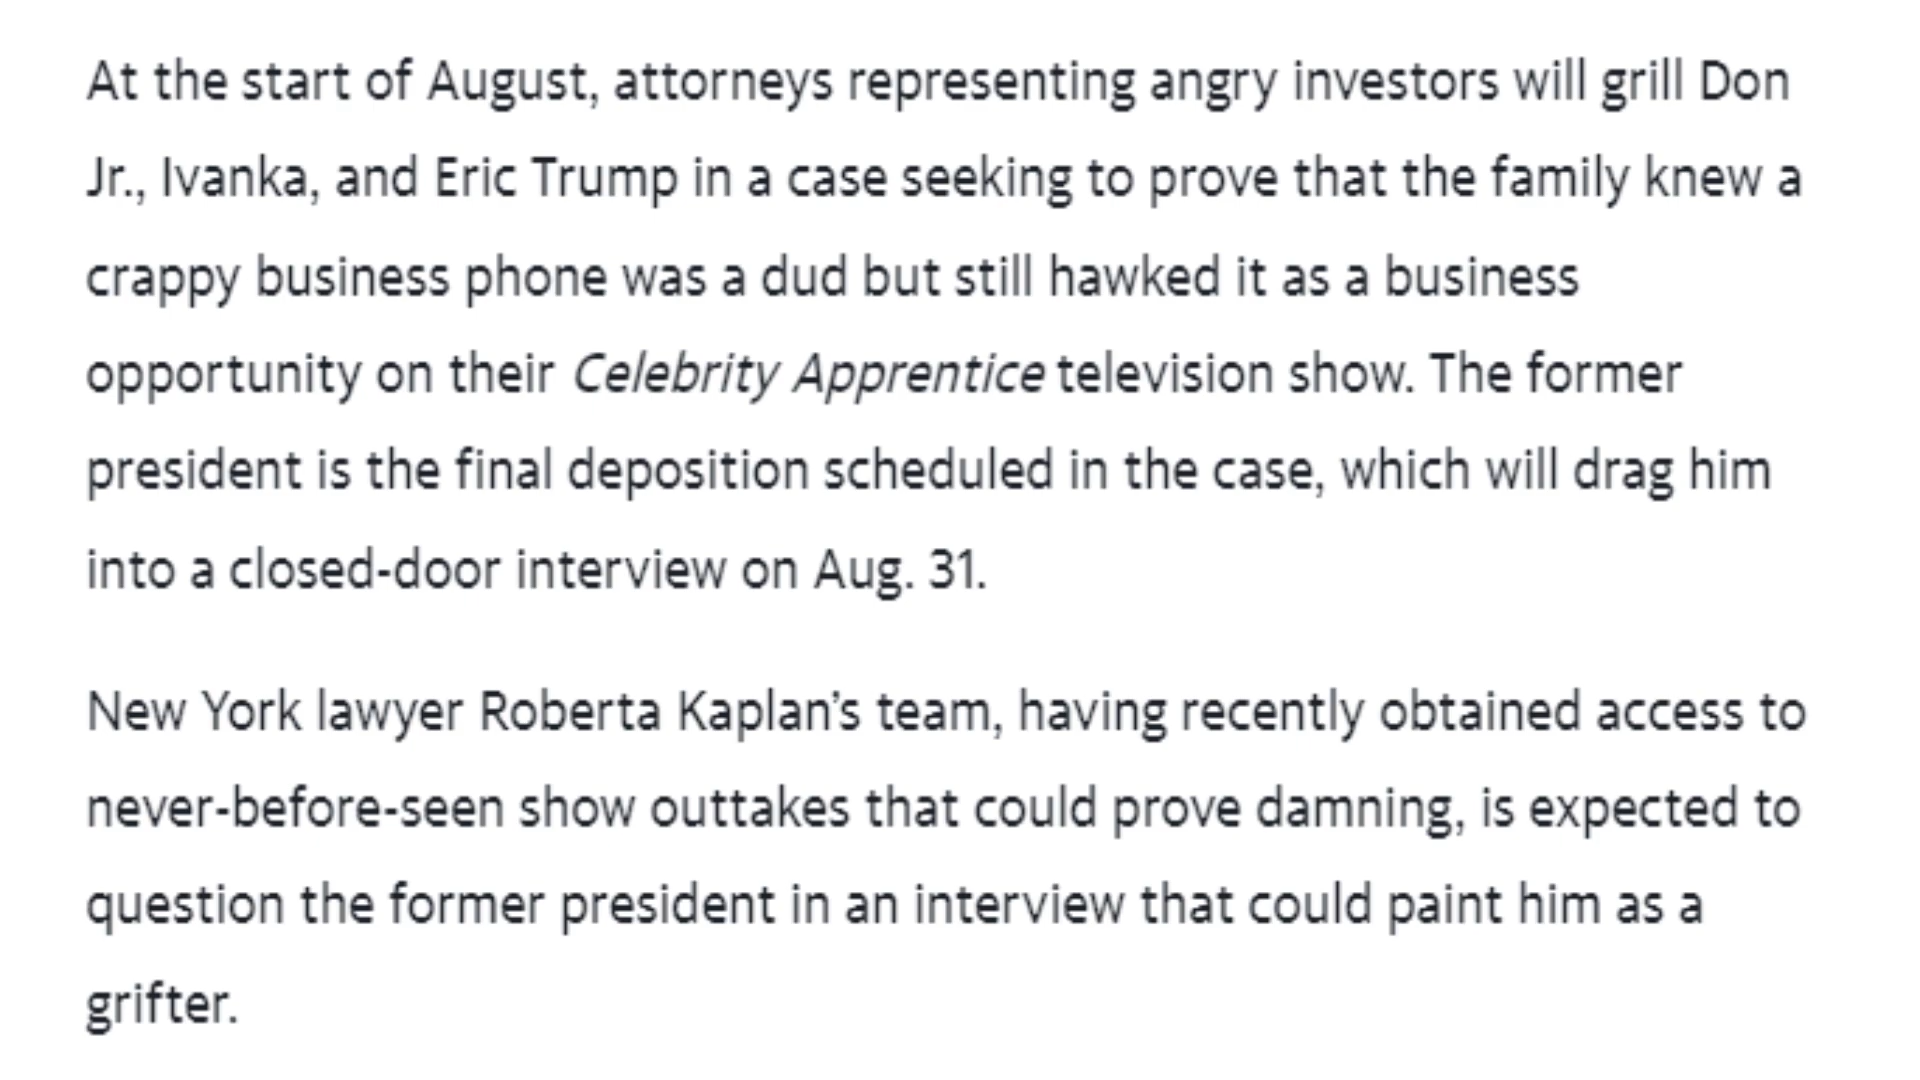 At the start of August, attorneys representing angry investors will grill Don
Jr., Ivanka, and Eric Trump in a case seeking to prove that the family knew a
crappy business phone was a dud but still hawked it as a business
opportunity on their Celebrity Apprentice television show. The former
president is the final deposition scheduled in the case, which will drag him
into a closed-door interview on Aug. 31.
New York lawyer Roberta Kaplan’s team, having recently obtained access to
never-before-seen show outtakes that could prove damning, is expected to
question the former president in an interview that could paint him as a
grifter.